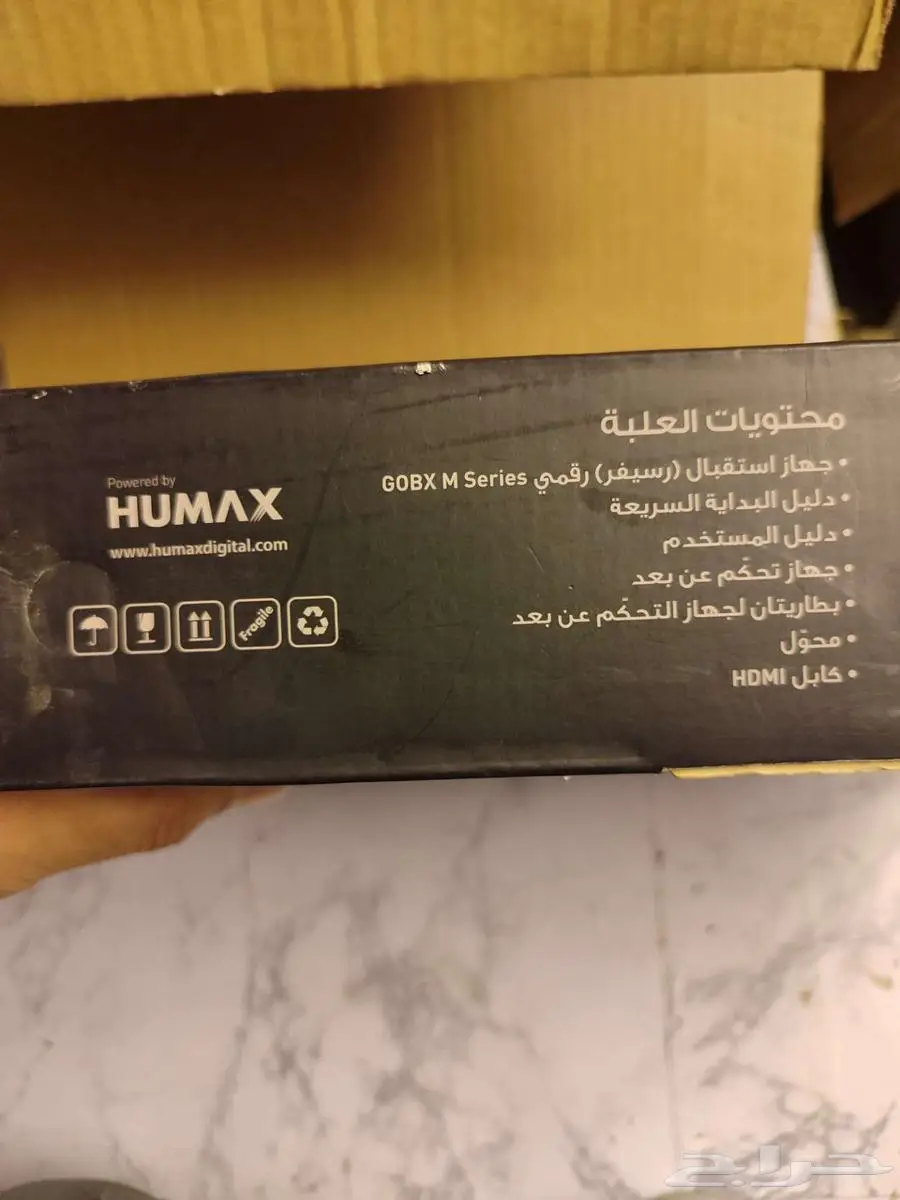 محتويات العلبة
• جهاز استقبال (رسيفر) رقمي GOBX M Series
• دليل البداية السريعة
• دليل المستخدم
• جهاز تحكّم عن بعد
• بطاريتان لجهاز التحكّم عن بعد
• محوّل
• كابل HDMI
Powered by
HUMAX
www.humaxdigital.com
Fragile
حراج